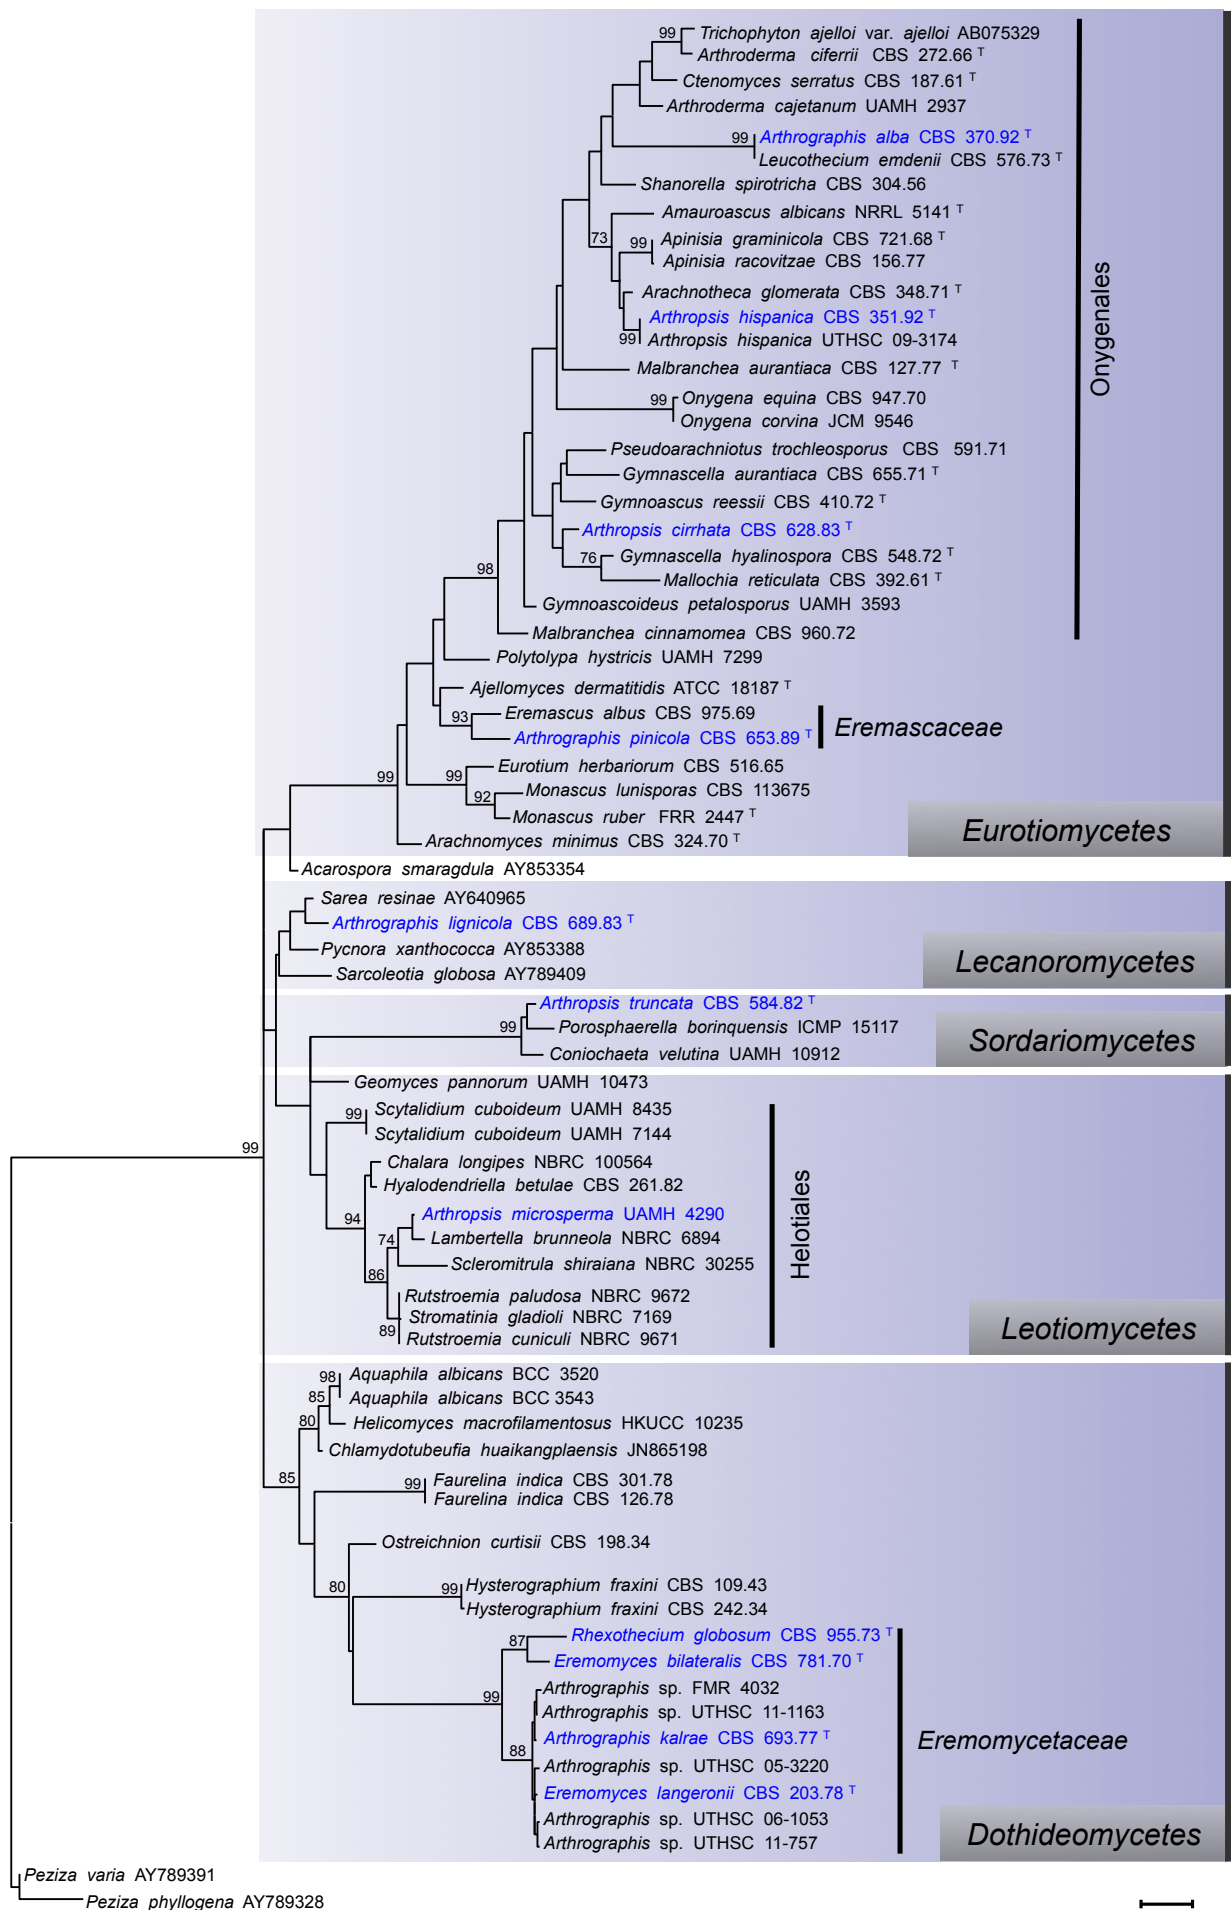 99 Trichophyton ajelloi var. ajelloi AB075329
Arthroderma ciferrii CBS 272.66 T
Ctenomyces serratus CBS 187.61 T
Arthroderma cajetanum UAMH 2937
99 Arthrographis alba CBS 370.92 T
Leucothecium emdenii CBS 576.73 T
Shanorella spirotricha CBS 304.56
Amauroascus albicans NRRL 5141 T
73
99 Apinisia graminicola CBS 721.68 T
Apinisia racovitzae CBS 156.77
Arachnotheca glomerata CBS 348.71 T
Arthropsis hispanica CBS 351.92 T
99 Arthropsis hispanica UTHSC 09-3174
Onygenales
Malbranchea aurantiaca CBS 127.77 T
99 Onygena equina CBS 947.70
Onygena corvina JCM 9546
Pseudoarachniotus trochleosporus CBS 591.71
Gymnascella aurantiaca CBS 655.71 T
Gymnoascus reessii CBS 410.72 T
Arthropsis cirrhata CBS 628.83 T
76 Gymnascella hyalinospora CBS 548.72 T
98
Mallochia reticulata CBS 392.61 T
Gymnoascoideus petalosporus UAMH 3593
Malbranchea cinnamomea CBS 960.72
Polytolypa hystricis UAMH 7299
Ajellomyces dermatitidis ATCC 18187 T
93 Eremascus albus CBS 975.69
Arthrographis pinicola CBS 653.89 T
Eremascaceae
99
99 Eurotium herbariorum CBS 516.65
92 Monascus lunisporas CBS 113675
Monascus ruber FRR 2447 T
Arachnomyces minimus CBS 324.70 T
Eurotiomycetes
Acarospora smaragdula AY853354
Sarea resinae AY640965
Arthrographis lignicola CBS 689.83 T
Pycnora xanthococca AY853388
Sarcoleotia globosa AY789409
Lecanoromycetes
Arthropsis truncata CBS 584.82 T
99 Porosphaerella borinquensis ICMP 15117
Coniochaeta velutina UAMH 10912
Sordariomycetes
Geomyces pannorum UAMH 10473
99 Scytalidium cuboideum UAMH 8435
Scytalidium cuboideum UAMH 7144
99
Chalara longipes NBRC 100564
Hyalodendriella betulae CBS 261.82
94
Arthropsis microsperma UAMH 4290
74 Lambertella brunneola NBRC 6894
Scleromitrula shiraiana NBRC 30255
86
Rutstroemia paludosa NBRC 9672
Stromatinia gladioli NBRC 7169
89 Rutstroemia cuniculi NBRC 9671
Helotiales
Leotiomycetes
98 Aquaphila albicans BCC 3520
85 Aquaphila albicans BCC 3543
80 Helicomyces macrofilamentosus HKUCC 10235
Chlamydotubeufia huaikangplaensis JN865198
85
99 Faurelina indica CBS 301.78
Faurelina indica CBS 126.78
Ostreichnion curtisii CBS 198.34
80
99 Hysterographium fraxini CBS 109.43
Hysterographium fraxini CBS 242.34
87 Rhexothecium globosum CBS 955.73 T
Eremomyces bilateralis CBS 781.70 T
99
Arthrographis sp. FMR 4032
Arthrographis sp. UTHSC 11-1163
88 Arthrographis kalrae CBS 693.77 T
Arthrographis sp. UTHSC 05-3220
Eremomyces langeronii CBS 203.78 T
Arthrographis sp. UTHSC 06-1053
Arthrographis sp. UTHSC 11-757
Eremomycetaceae
Dothideomycetes
Peziza varia AY789391
Peziza phyllogena AY789328